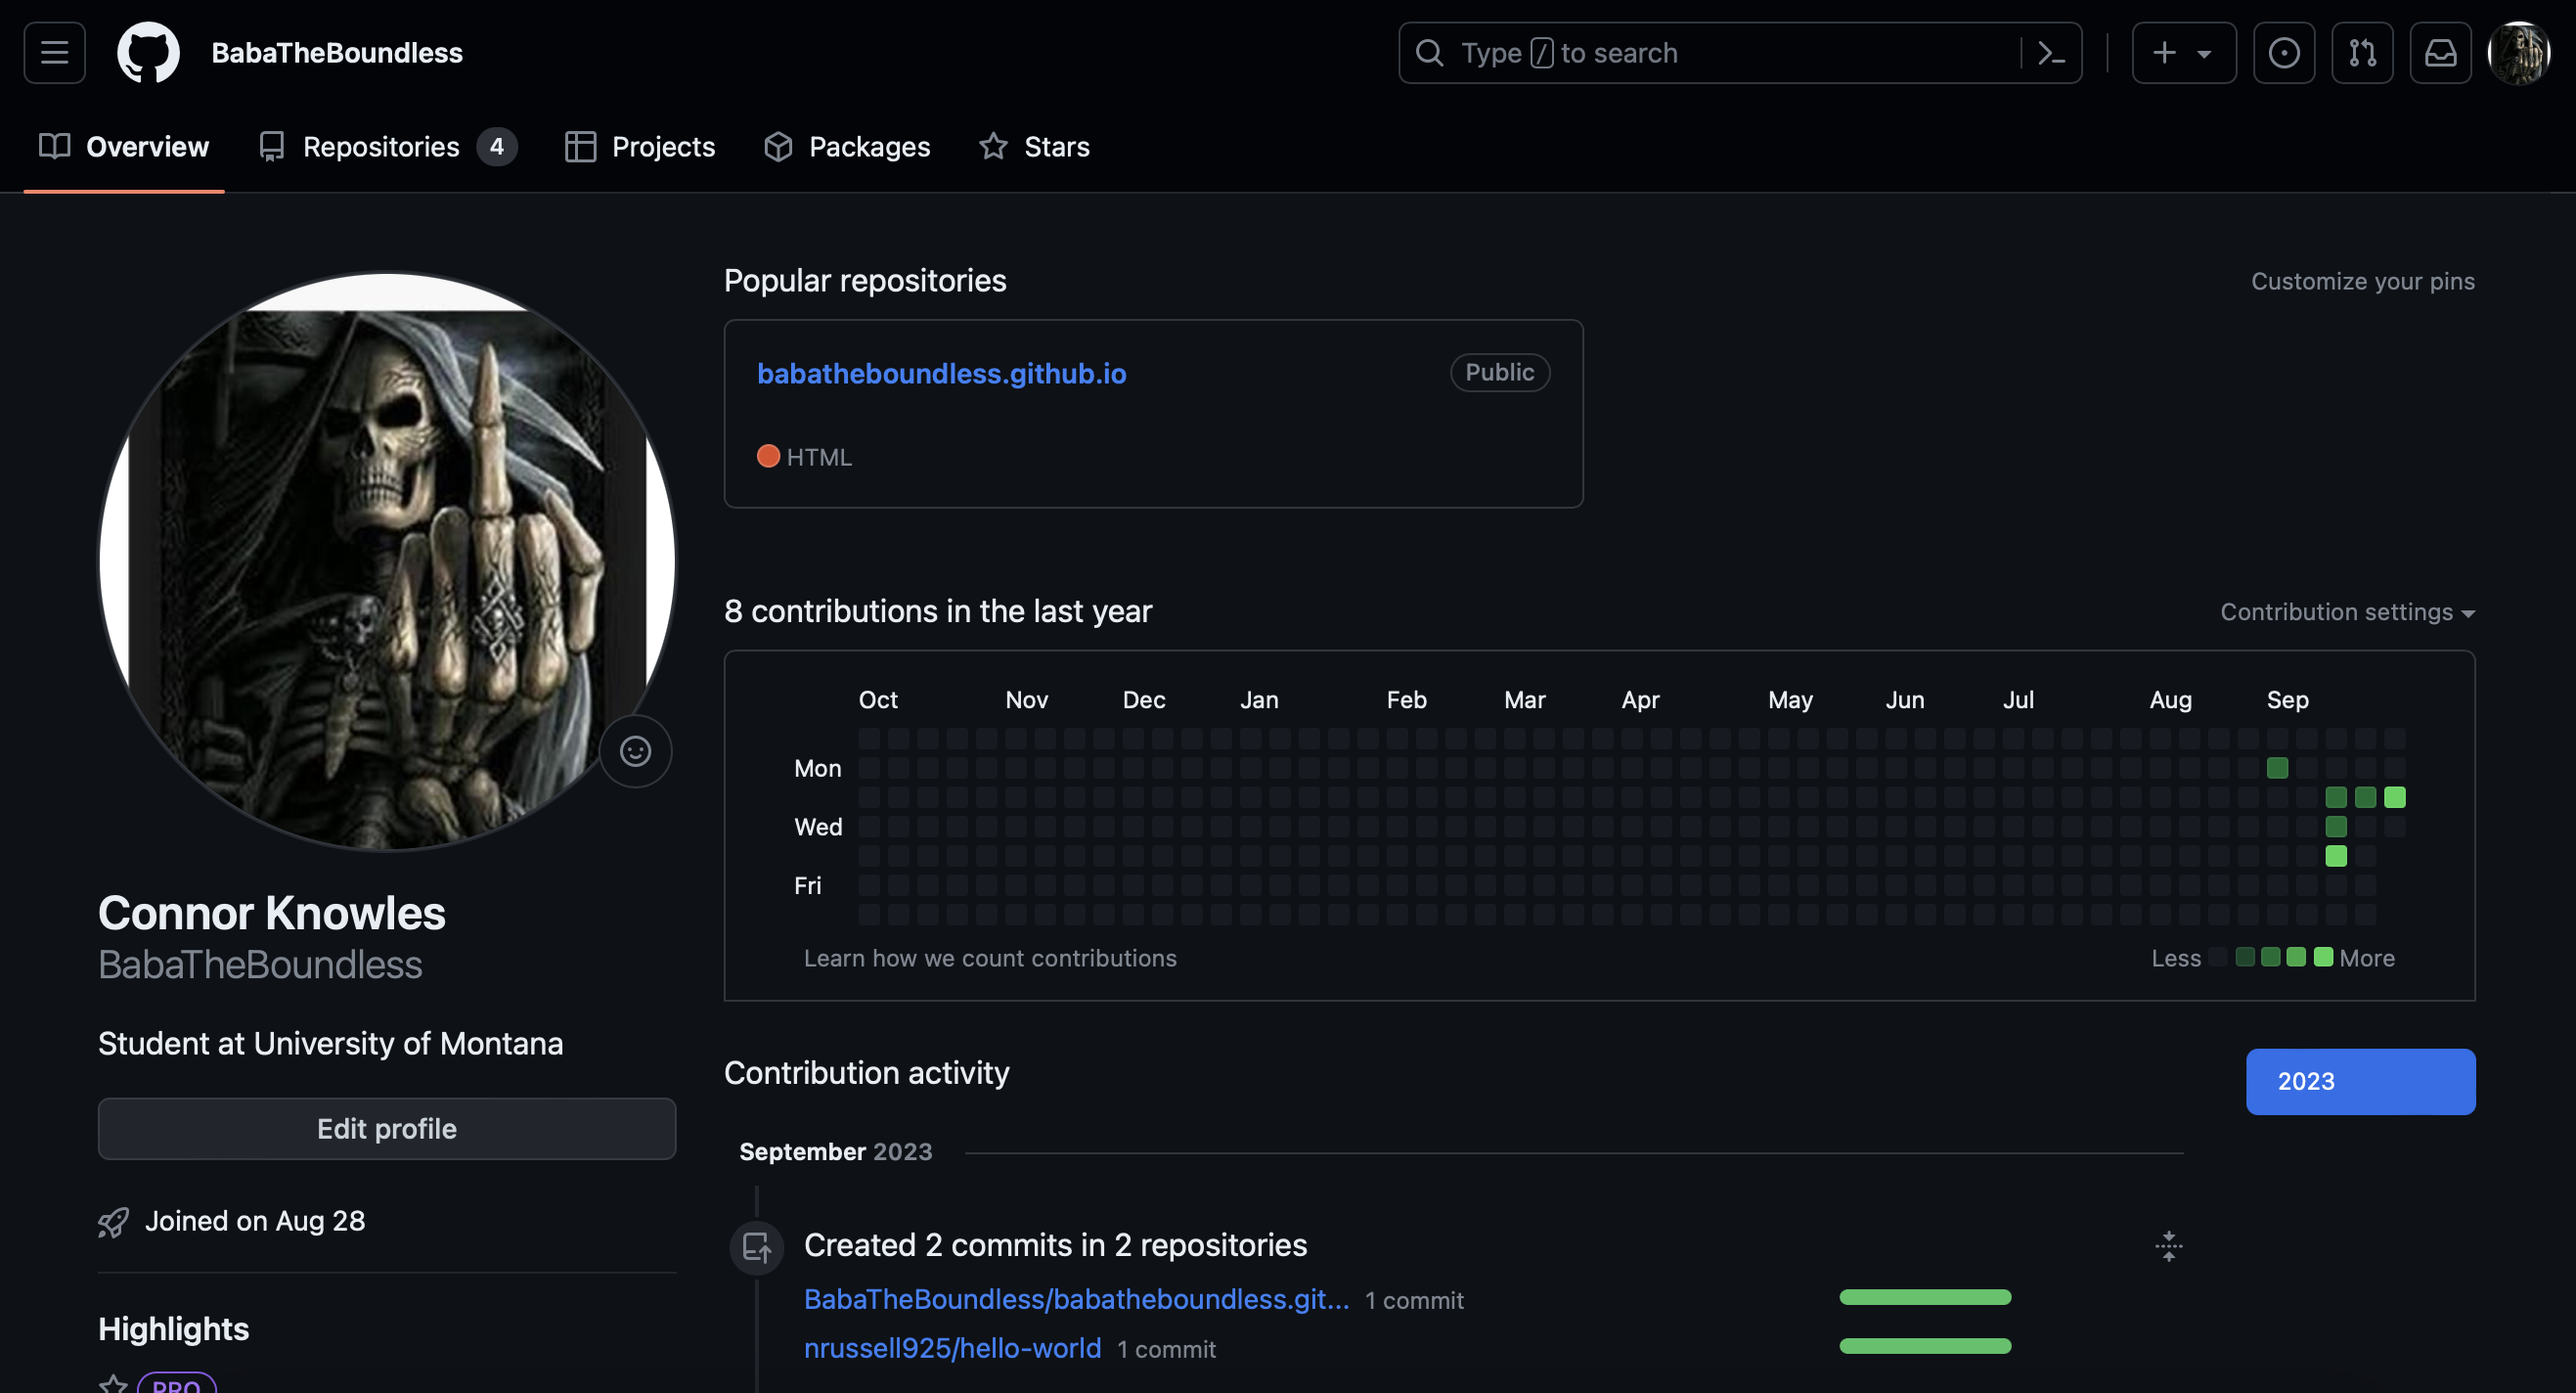 BabaTheBoundless
Type / to search
Overview
Repositories 4
Projects
Packages
Stars
Connor Knowles
BabaTheBoundless
Student at University of Montana
Edit profile
Joined on Aug 28
Highlights
PRO
Popular repositories
Customize your pins
babatheboundless.github.io
Public
HTML
8 contributions in the last year
Contribution settings
Oct Nov Dec Jan Feb Mar Apr May Jun Jul Aug Sep
Mon
Wed
Fri
Learn how we count contributions
Less More
Contribution activity
2023
September 2023
Created 2 commits in 2 repositories
BabaTheBoundless/babatheboundless.git... 1 commit
nrussell925/hello-world 1 commit